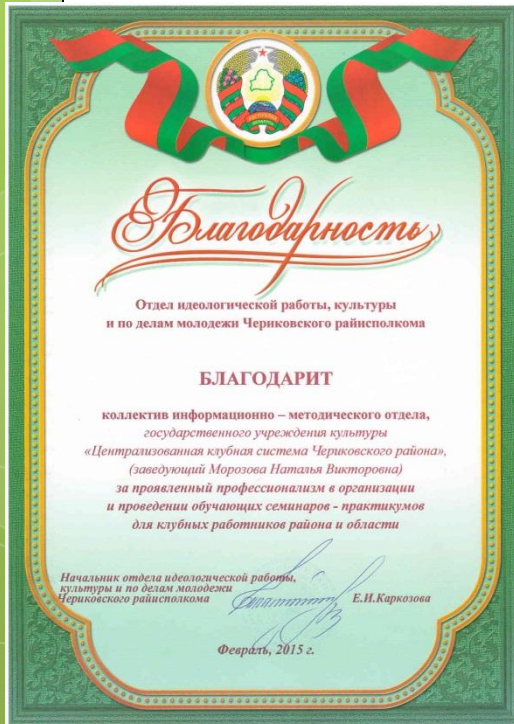 Благодарность
Отдел идеологической работы, культуры
и по делам молодежи Чериковского райисполкома
БЛАГОДАРИТ
коллектив информационно – методического отдела,
государственного учреждения культуры
«Централизованная клубная система Чериковского района»,
(заведующий Морозова Наталья Викторовна)
за проявленный профессионализм в организации
и проведении обучающих семинаров - практикумов
для клубных работников района и области
Начальник отдела идеологической работы,
культуры и по делам молодежи
Чериковского райисполкома Е.И.Каркозова
Февраль, 2015 г.